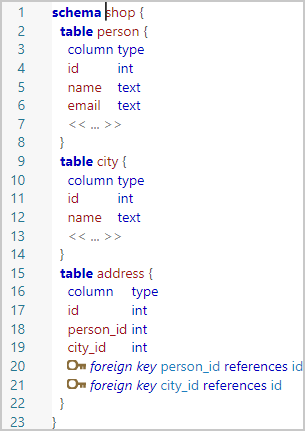 1 schema shop {
2 table person {
3 column type
4 id int
5 name text
6 email text
7 << ... >>
8 }
9 table city {
10 column type
11 id int
12 name text
13 << ... >>
14 }
15 table address {
16 column type
17 id int
18 person_id int
19 city_id int
20 foreign key person_id references id
21 foreign key city_id references id
22 }
23 }